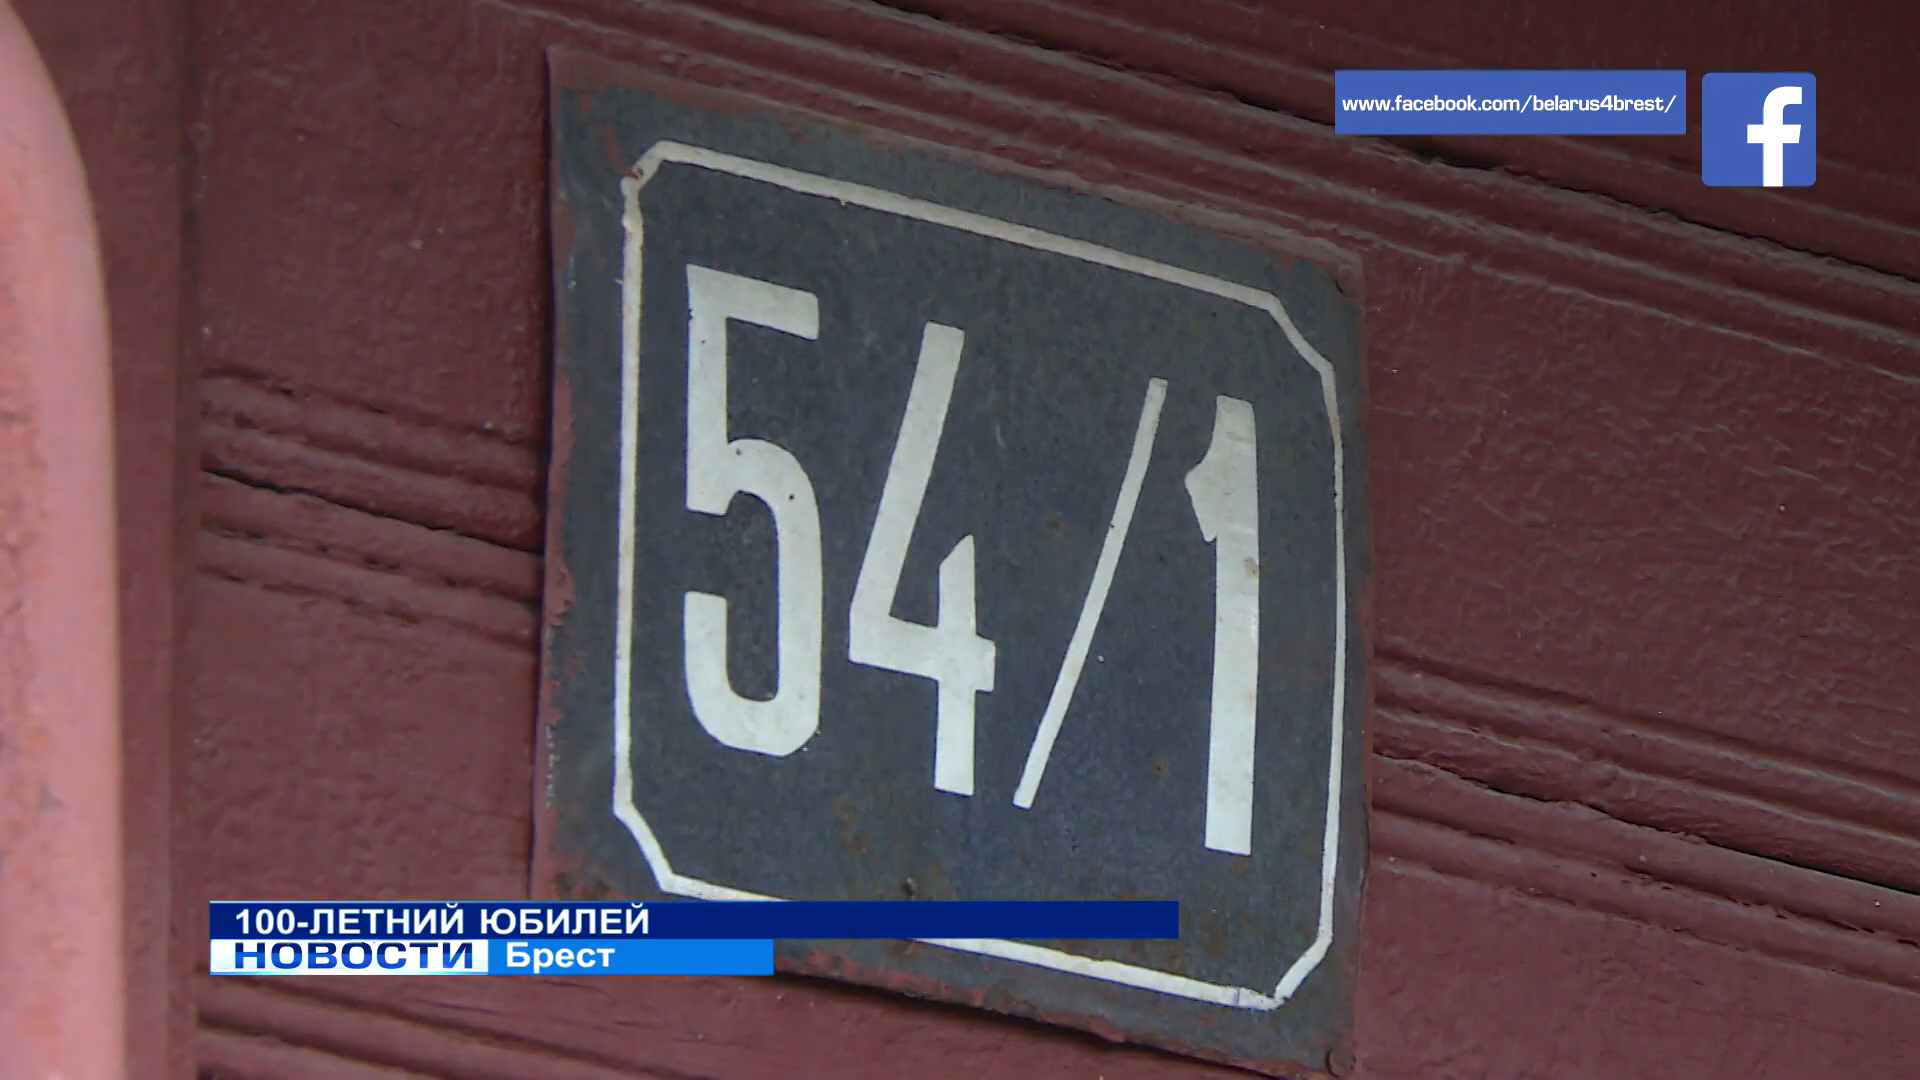 www.facebook.com/belarus4brest/
f
54/1
100-ЛЕТНИЙ ЮБИЛЕЙ
НОВОСТИ Брест